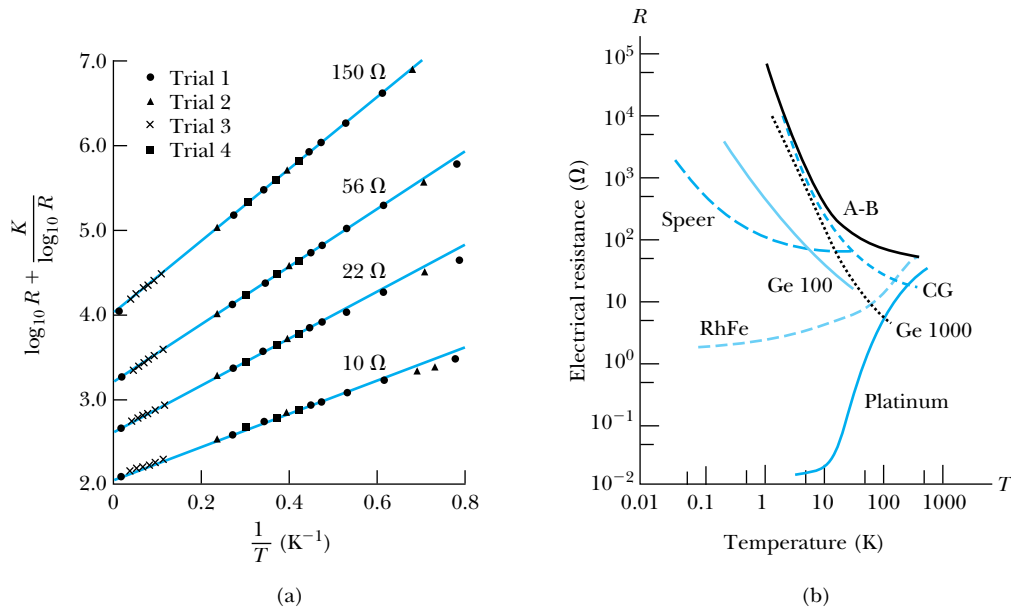 7.0
6.0
5.0
4.0
3.0
2.0
0
0.2
0.4
0.6
0.8
log₁₀ R + K / log₁₀ R
1/T (K⁻¹)
Trial 1
Trial 2
Trial 3
Trial 4
150 Ω
56 Ω
22 Ω
10 Ω
(a)
R
10⁵
10⁴
10³
10²
10
10⁰
10⁻¹
10⁻²
Electrical resistance (Ω)
Speer
A-B
Ge 100
CG
RhFe
Ge 1000
Platinum
T
0.01
0.1
1
10
100
1000
Temperature (K)
(b)